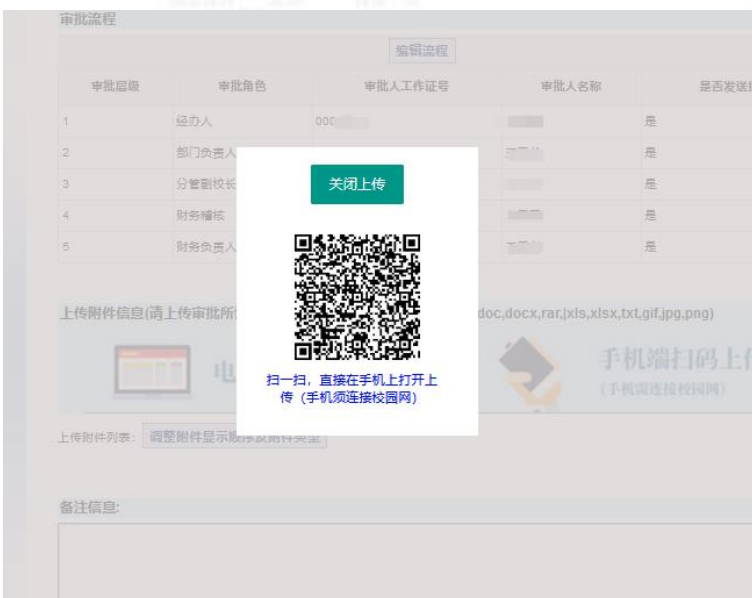 审批流程
编辑流程
审批层级 审批角色 审批人工作证号 审批人名称 是否发送
1 经办人 000 是
2 部门负责人 是
3 分管副校长 是
4 财务稽核 是
5 财务负责人 是
关闭上传
上传附件信息(请上传审批所 doc,docx,rar,|xls,xlsx,txt,gif,jpg,png)
电
手机端扫码上传
(手机需连接校园网)
扫一扫，直接在手机上打开上
传（手机须连接校园网）
上传附件列表: 调整附件显示顺序及附件类型
备注信息: